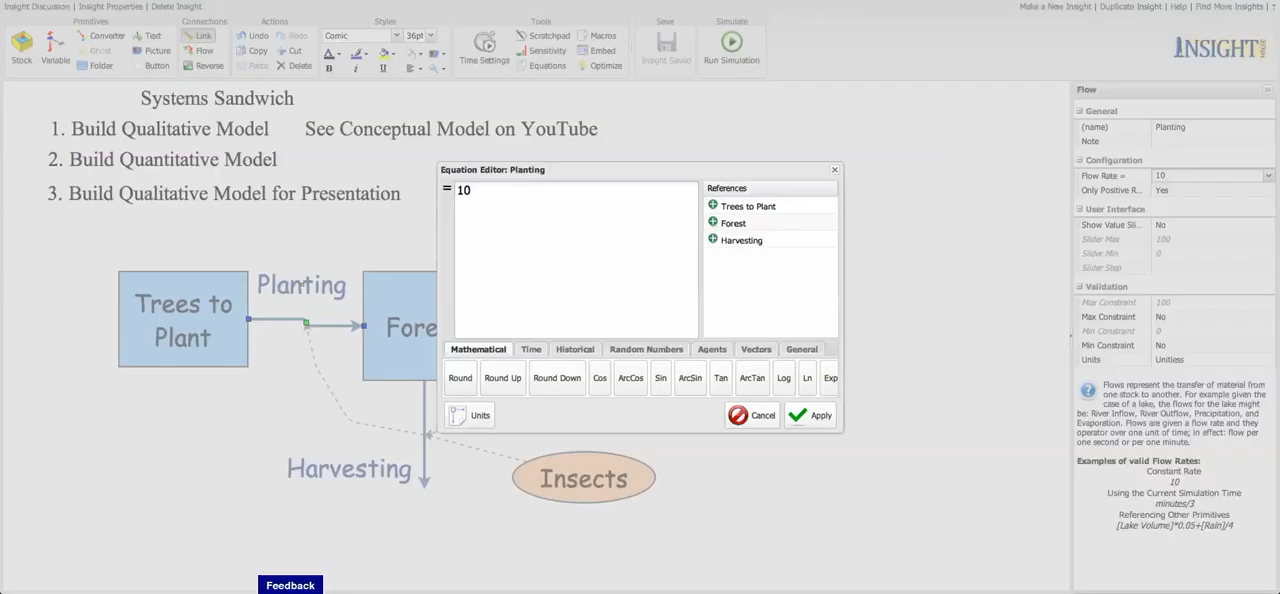 Insight Discussion | Insight Properties | Delete Insight
Make a New Insight | Duplicate Insight | Help | Find More Insights |
Primitives Connections Actions Styles Tools Save Simulate
Stock Variable Converter Text Ghost Picture Folder Button
Link Flow Reverse
Undo Redo Copy Cut Paste Delete
Comic 36pt
A B i U
Time Settings Scratchpad Macros Sensitivity Embed Equations Optimize
Insight Saved Run Simulation
INSIGHT
Systems Sandwich
1. Build Qualitative Model See Conceptual Model on YouTube
2. Build Quantitative Model
3. Build Qualitative Model for Presentation
Trees to
Plant
Planting
Fore
Harvesting
Insects
Equation Editor: Planting
= 10
References
Trees to Plant
Forest
Harvesting
Mathematical Time Historical Random Numbers Agents Vectors General
Round Round Up Round Down Cos ArcCos Sin ArcSin Tan ArcTan Log Ln Exp
Units Cancel Apply
Flow
General
(name) Planting
Note
Configuration
Flow Rate = 10
Only Positive R... Yes
User Interface
Show Value Sli... No
Slider Max 100
Slider Min 0
Slider Step
Validation
Max Constraint 100
Max Constraint No
Min Constraint 0
Min Constraint No
Units Unitless
Flows represent the transfer of material from
one stock to another. For example given the
case of a lake, the flows for the lake might
be: River Inflow, River Outflow, Precipitation, and
Evaporation. Flows are given a flow rate and they
operator over one unit of time; in effect: flow per
one second or per one minute.
Examples of valid Flow Rates:
Constant Rate
10
Using the Current Simulation Time
minutes/3
Referencing Other Primitives
[Lake Volume]*0.05+[Rain]/4
Feedback